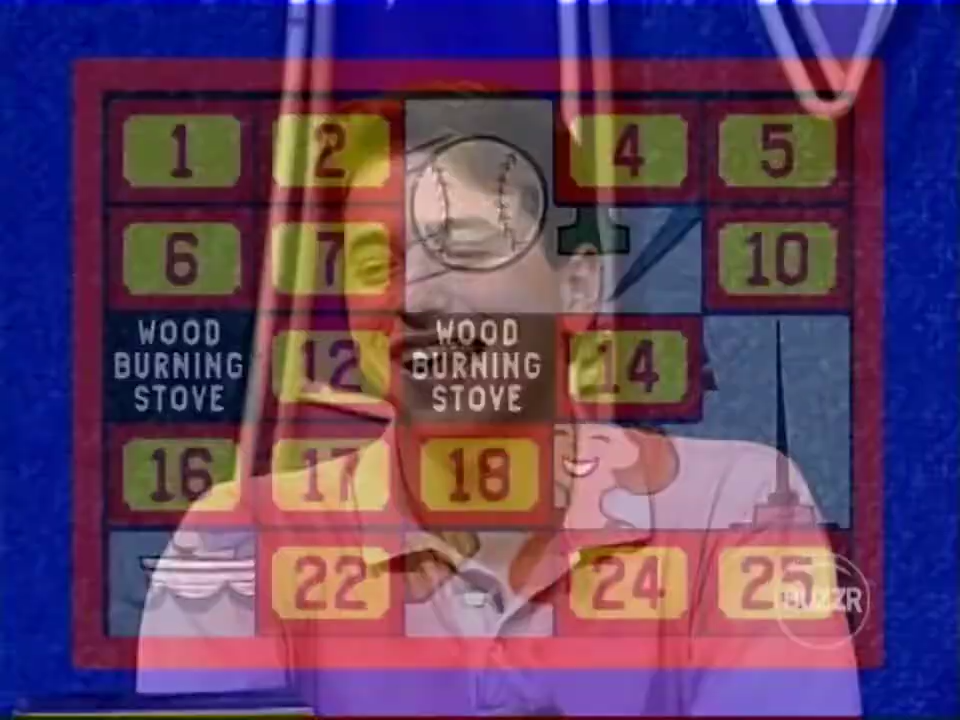 1 2 4 5
6 7 10
WOOD BURNING STOVE
12
WOOD BURNING STOVE
14
16 17 18
22 24 25
BUZZR